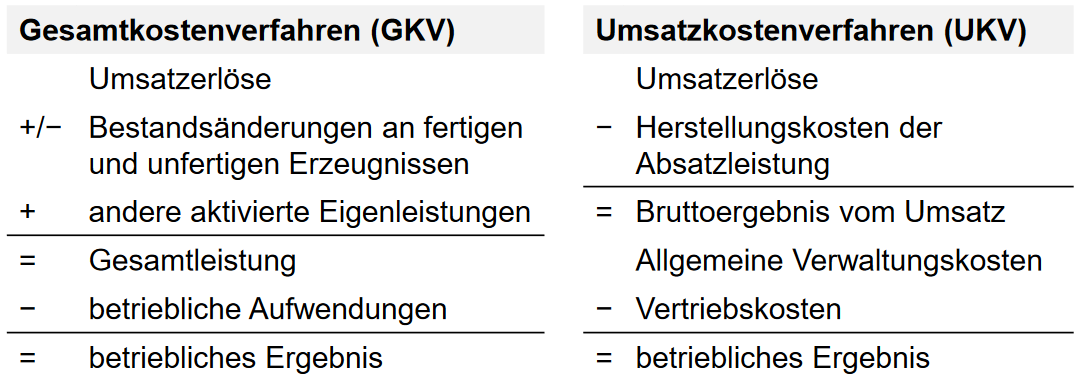 Gesamtkostenverfahren (GKV)
Umsatzerlöse
+/− Bestandsänderungen an fertigen
und unfertigen Erzeugnissen
+ andere aktivierte Eigenleistungen
= Gesamtleistung
− betriebliche Aufwendungen
= betriebliches Ergebnis
Umsatzkostenverfahren (UKV)
Umsatzerlöse
− Herstellungskosten der
Absatzleistung
= Bruttoergebnis vom Umsatz
Allgemeine Verwaltungskosten
− Vertriebskosten
= betriebliches Ergebnis